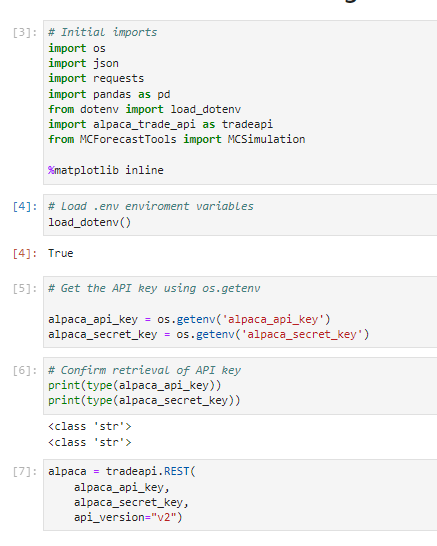 [3]: # Initial imports
import os
import json
import requests
import pandas as pd
from dotenv import load_dotenv
import alpaca_trade_api as tradeapi
from MCForecastTools import MCSimulation
%matplotlib inline
[4]: # Load .env enviroment variables
load_dotenv()
[4]: True
[5]: # Get the API key using os.getenv
alpaca_api_key = os.getenv('alpaca_api_key')
alpaca_secret_key = os.getenv('alpaca_secret_key')
[6]: # Confirm retrieval of API key
print(type(alpaca_api_key))
print(type(alpaca_secret_key))
<class 'str'>
<class 'str'>
[7]: alpaca = tradeapi.REST(
alpaca_api_key,
alpaca_secret_key,
api_version="v2")